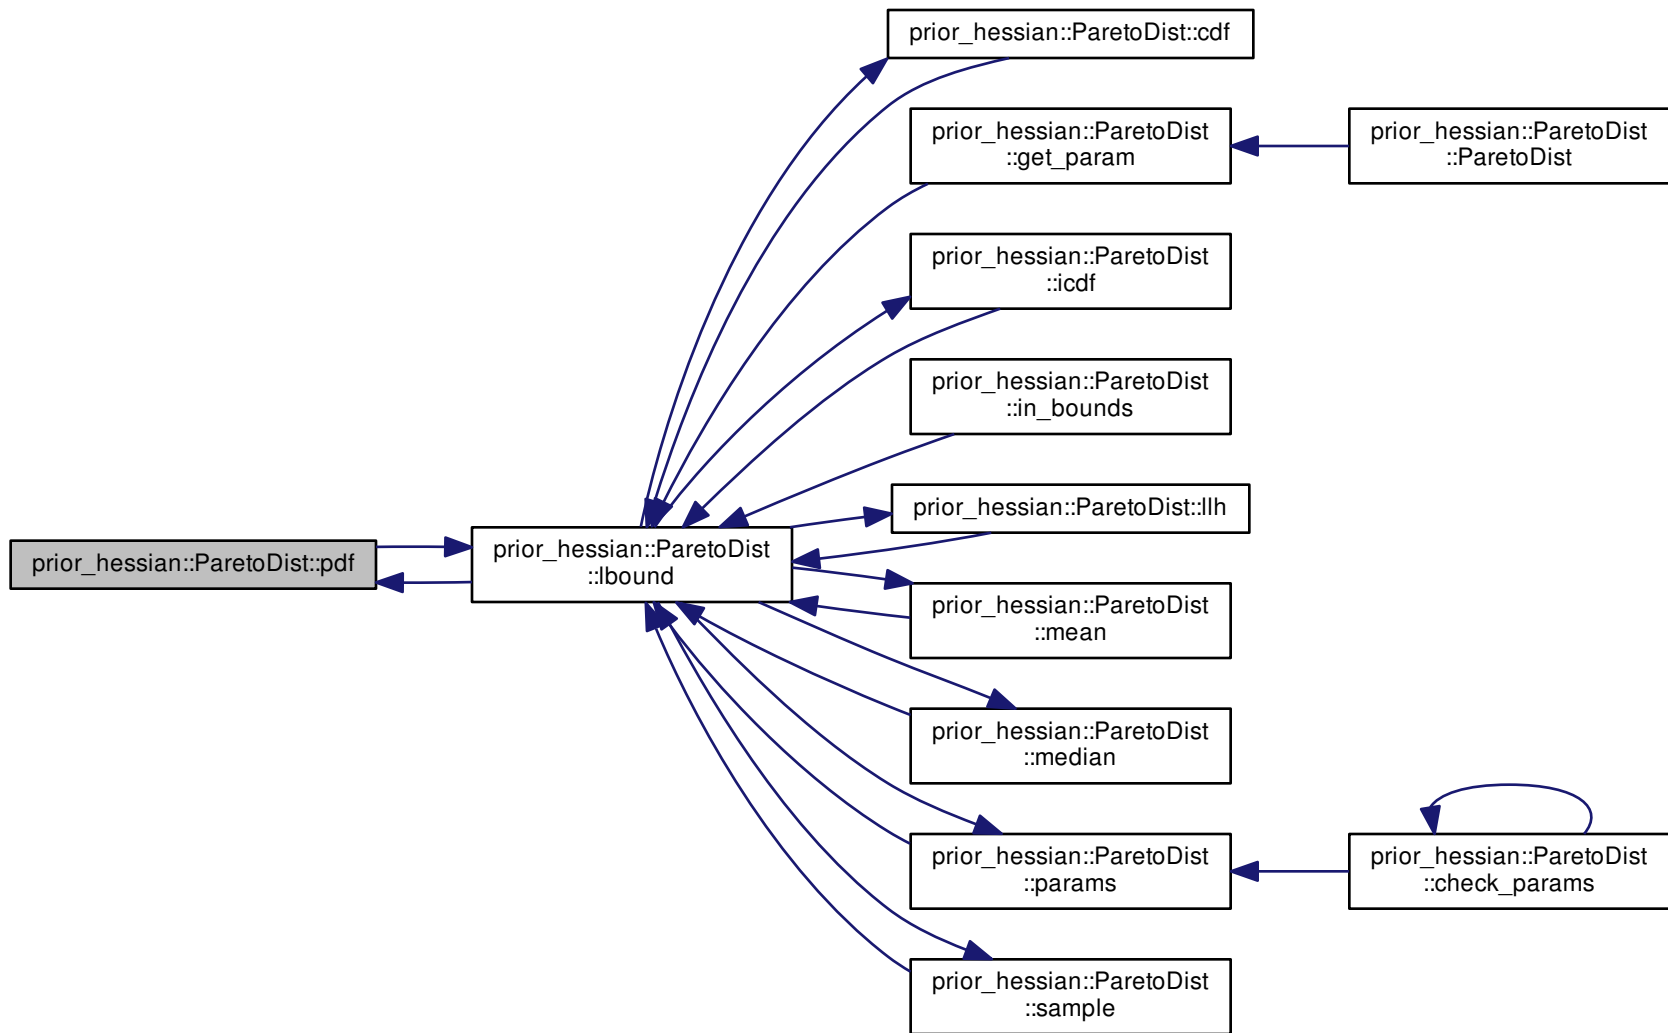 prior_hessian::ParetoDist::cdf
prior_hessian::ParetoDist
::get_param
prior_hessian::ParetoDist
::ParetoDist
prior_hessian::ParetoDist
::icdf
prior_hessian::ParetoDist
::in_bounds
prior_hessian::ParetoDist::llh
prior_hessian::ParetoDist::pdf
prior_hessian::ParetoDist
::lbound
prior_hessian::ParetoDist
::mean
prior_hessian::ParetoDist
::median
prior_hessian::ParetoDist
::params
prior_hessian::ParetoDist
::check_params
prior_hessian::ParetoDist
::sample